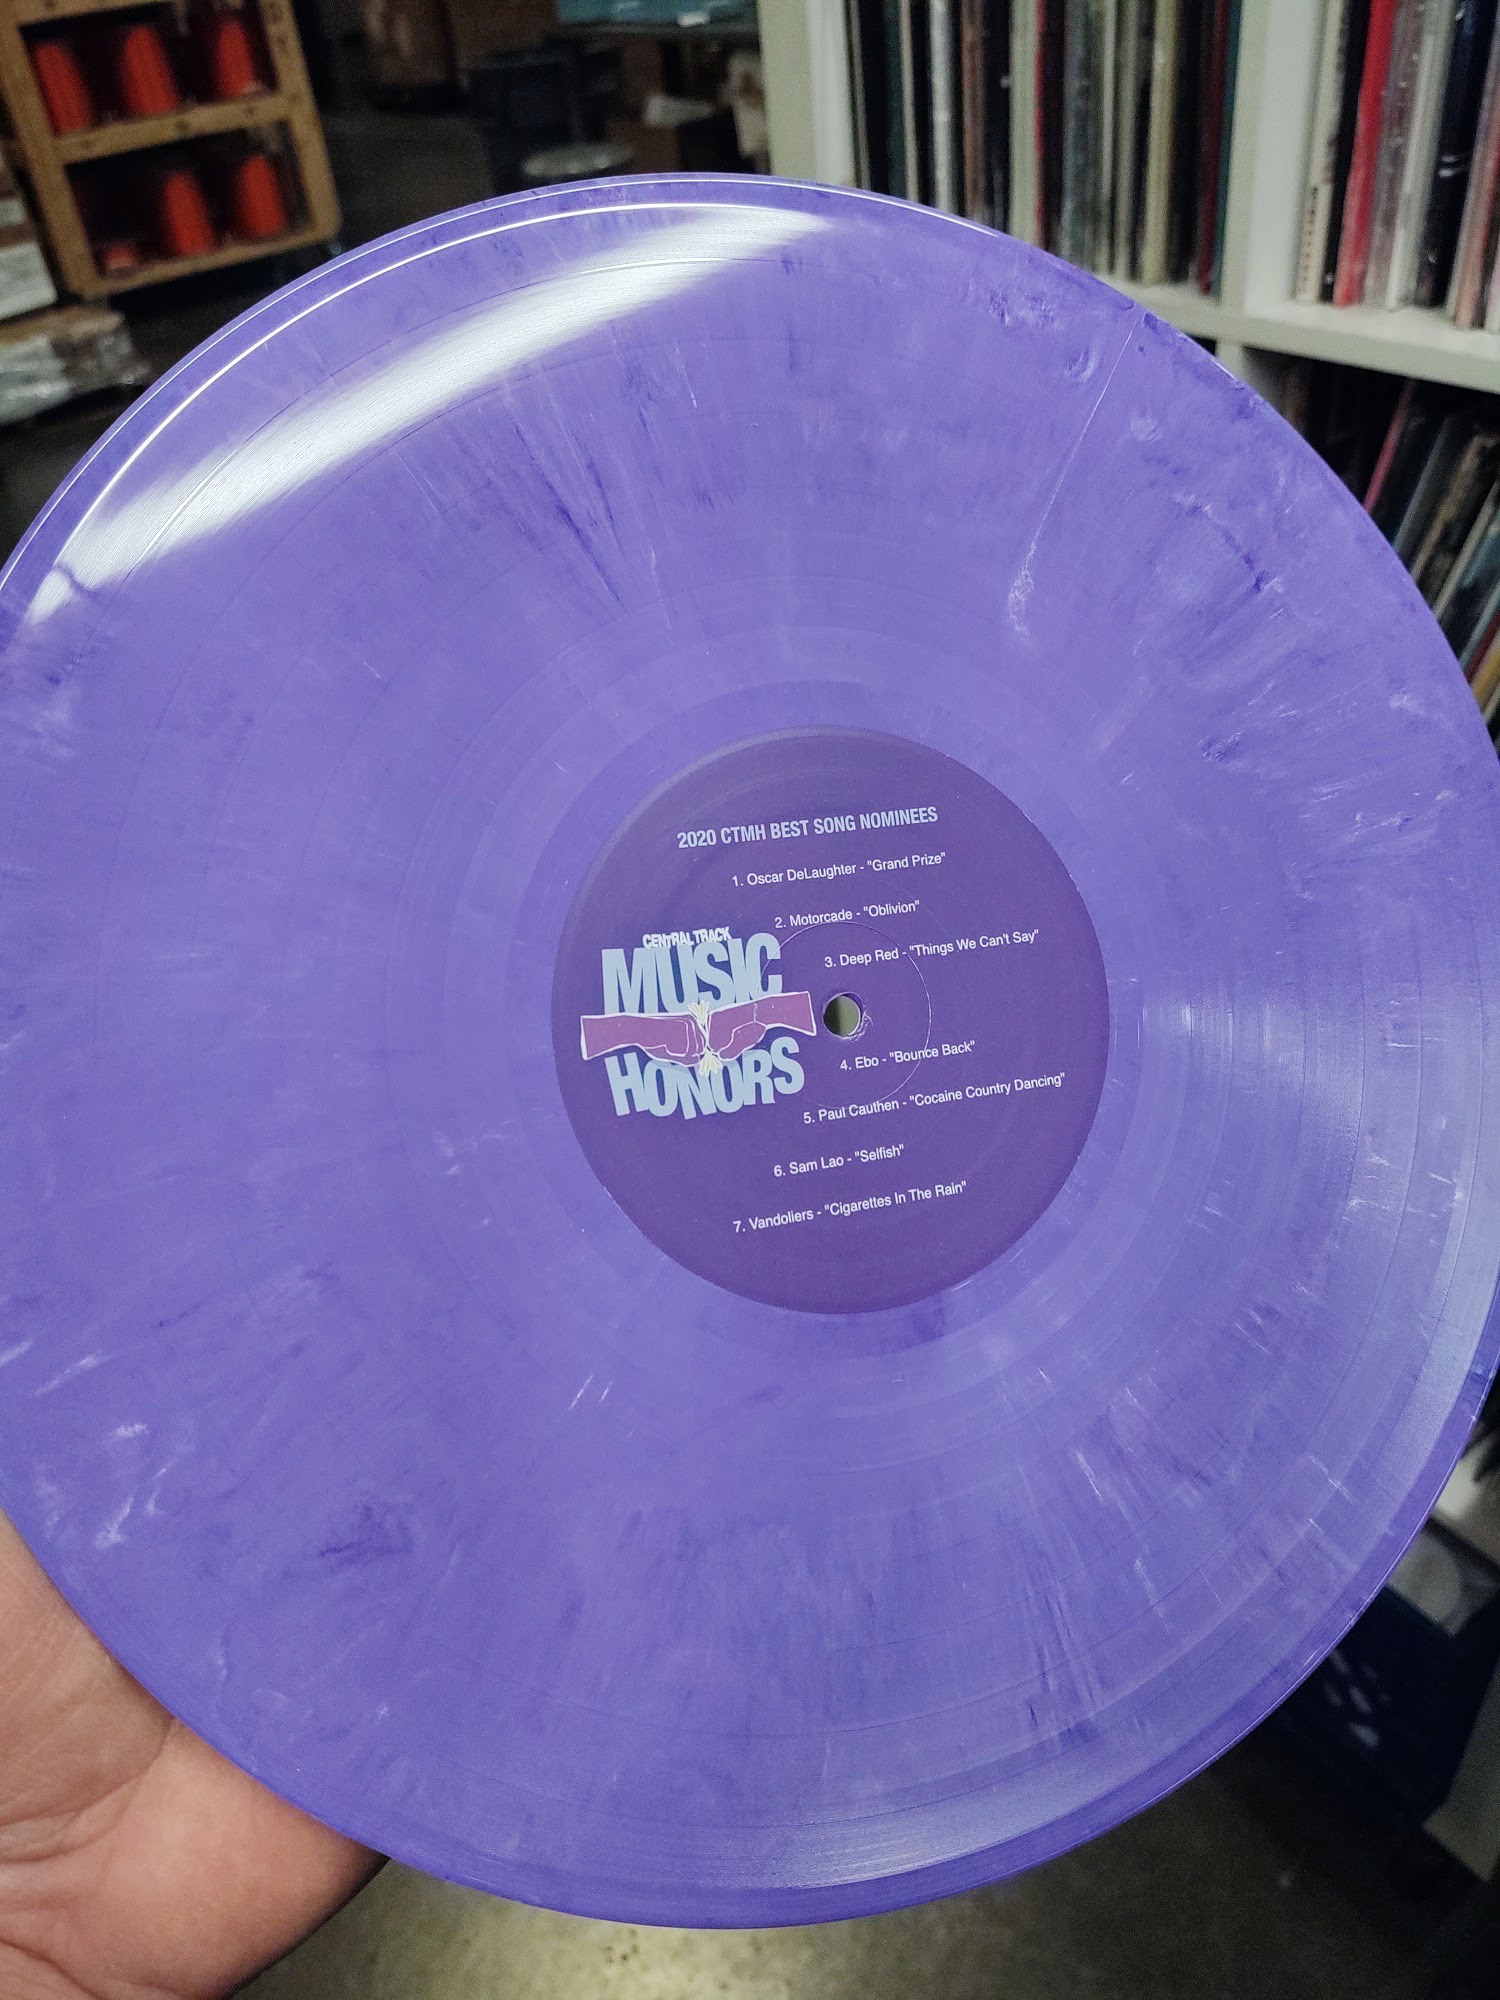 2020 CTMH BEST SONG NOMINEES
1. Oscar DeLaughter - "Grand Prize"
2. Motorcade - "Oblivion"
3. Deep Red - "Things We Can't Say"
CENTRAL TRACK
MUSIC
HONORS
4. Ebo - "Bounce Back"
5. Paul Cauthen - "Cocaine Country Dancing"
6. Sam Lao - "Selfish"
7. Vandoliers - "Cigarettes In The Rain"